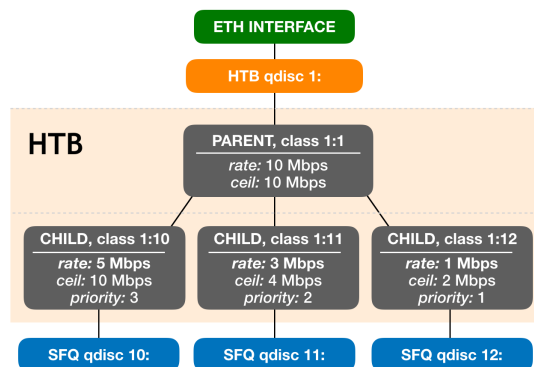 ETH INTERFACE
HTB qdisc 1:
HTB
PARENT, class 1:1
rate: 10 Mbps
ceil: 10 Mbps
CHILD, class 1:10
rate: 5 Mbps
ceil: 10 Mbps
priority: 3
CHILD, class 1:11
rate: 3 Mbps
ceil: 4 Mbps
priority: 2
CHILD, class 1:12
rate: 1 Mbps
ceil: 2 Mbps
priority: 1
SFQ qdisc 10:
SFQ qdisc 11:
SFQ qdisc 12: